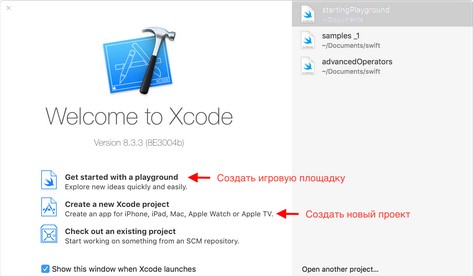 startingPlayground
~/Documents
samples _1
~/Documents/swift
advancedOperators
~/Documents/swift
Welcome to Xcode
Version 8.3.3 (8E3004b)
Get started with a playground
Explore new ideas quickly and easily.
Создать игровую площадку
Create a new Xcode project
Create an app for iPhone, iPad, Mac, Apple Watch or Apple TV.
Создать новый проект
Check out an existing project
Start working on something from an SCM repository.
Show this window when Xcode launches
Open another project...